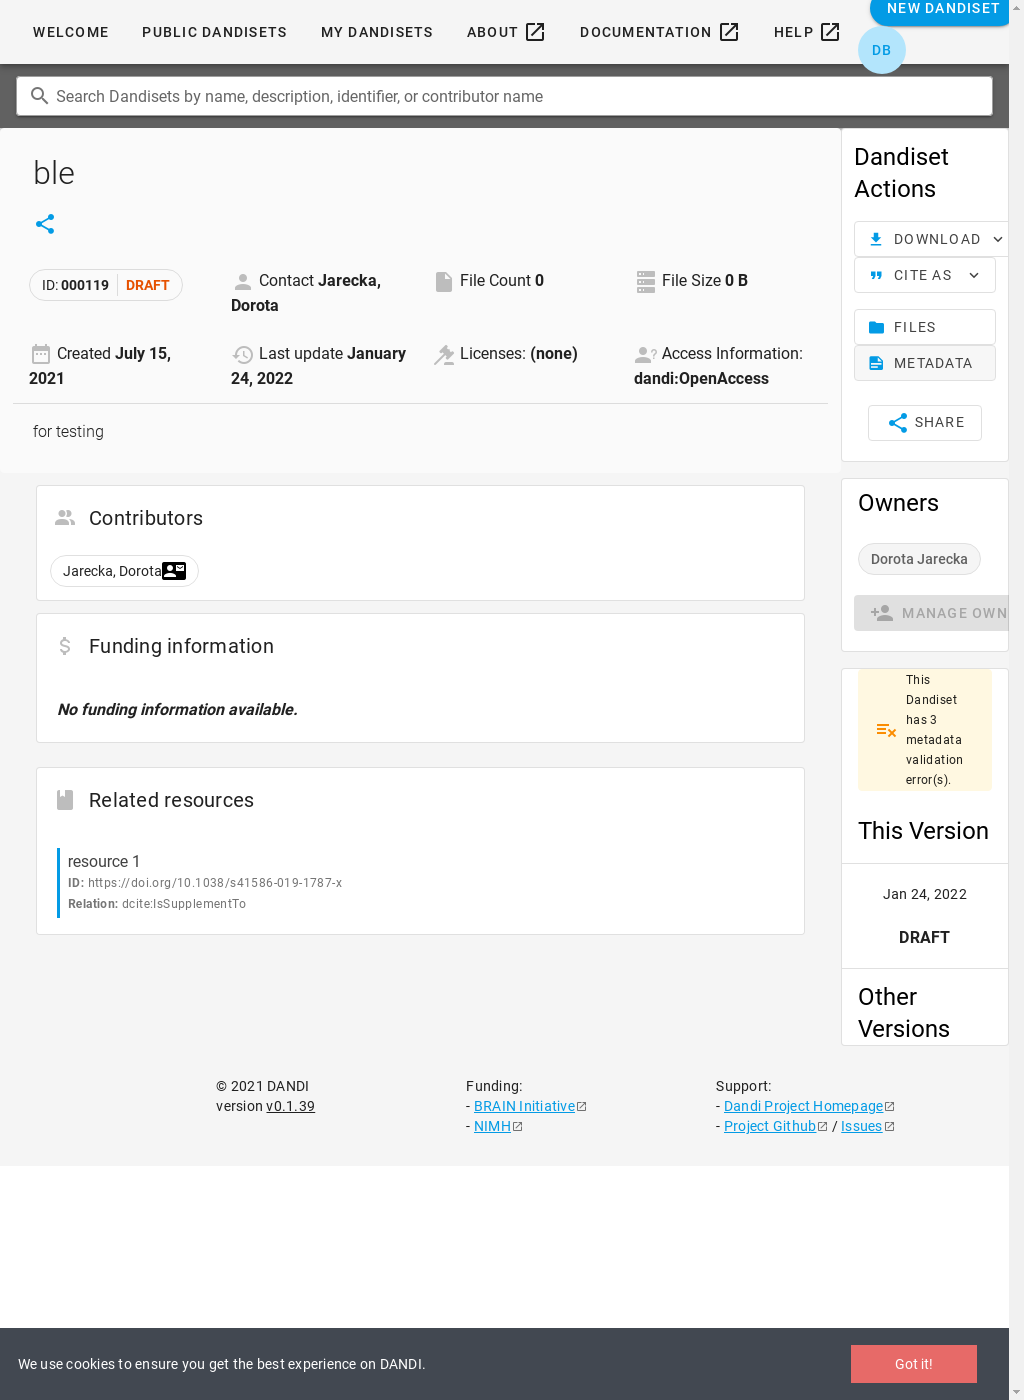 WELCOME
PUBLIC DANDISETS
MY DANDISETS
ABOUT
DOCUMENTATION
HELP
NEW DANDISET
DB
Search Dandisets by name, description, identifier, or contributor name
ble
ID: 000119 DRAFT
Contact Jarecka,
Dorota
File Count 0
File Size 0 B
Created July 15,
2021
Last update January
24, 2022
Licenses: (none)
Access Information:
dandi:OpenAccess
for testing
Contributors
Jarecka, Dorota
Funding information
No funding information available.
Related resources
resource 1
ID: https://doi.org/10.1038/s41586-019-1787-x
Relation: dcite:IsSupplementTo
Dandiset
Actions
DOWNLOAD
CITE AS
FILES
METADATA
SHARE
Owners
Dorota Jarecka
MANAGE OWN
This
Dandiset
has 3
metadata
validation
error(s).
This Version
Jan 24, 2022
DRAFT
Other
Versions
© 2021 DANDI
version v0.1.39
Funding:
- BRAIN Initiative
- NIMH
Support:
- Dandi Project Homepage
- Project Github / Issues
We use cookies to ensure you get the best experience on DANDI.
Got it!